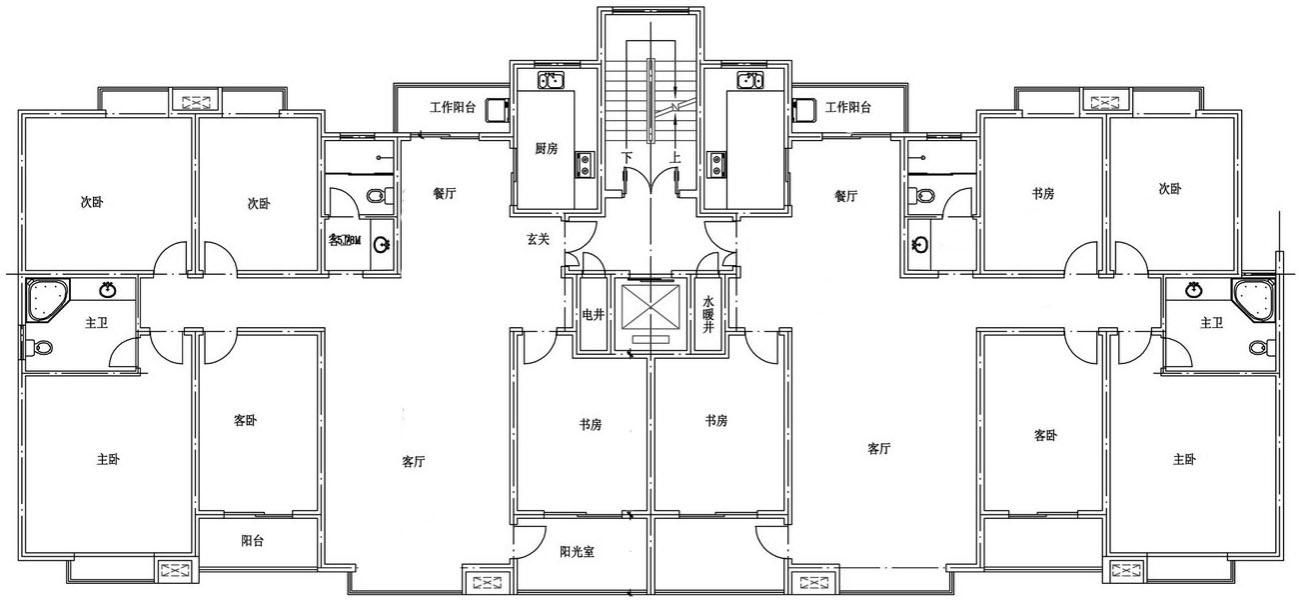 工作阳台
工作阳台
厨房
下
上
次卧
次卧
餐厅
餐厅
书房
次卧
玄关
主卫
电井
水暖井
主卫
客卧
书房
书房
客卧
主卧
客厅
客厅
主卧
阳台
阳光室